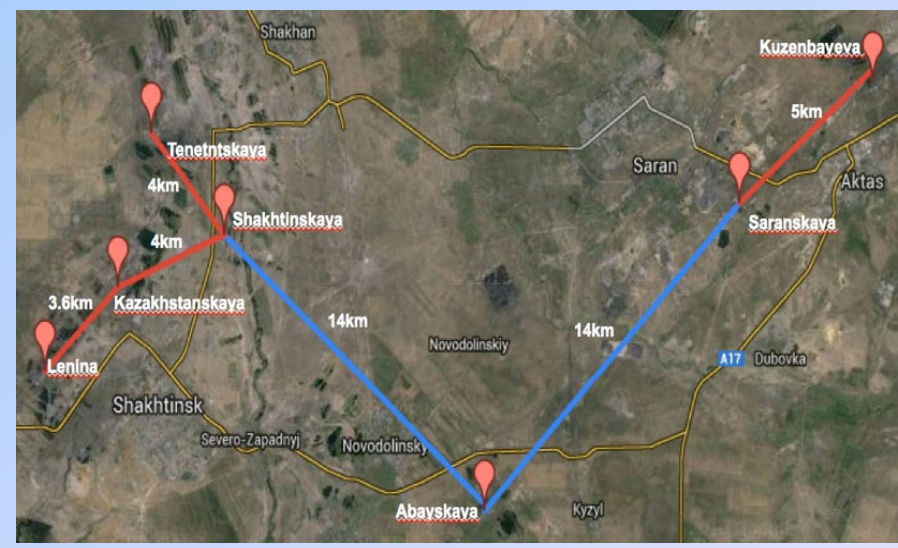 Shakhan
Kuzenbayeva
5km
Tenetntskaya
Saran
Aktas
4km
Shakhtinskaya
Saranskaya
4km
3.6km
Kazakhstanskaya
14km
14km
Novodolinskiy
A17
Dubovka
Lenina
Shakhtinsk
Severo-Zapadnyj
Novodolinsky
Abayskaya
Kyzyl